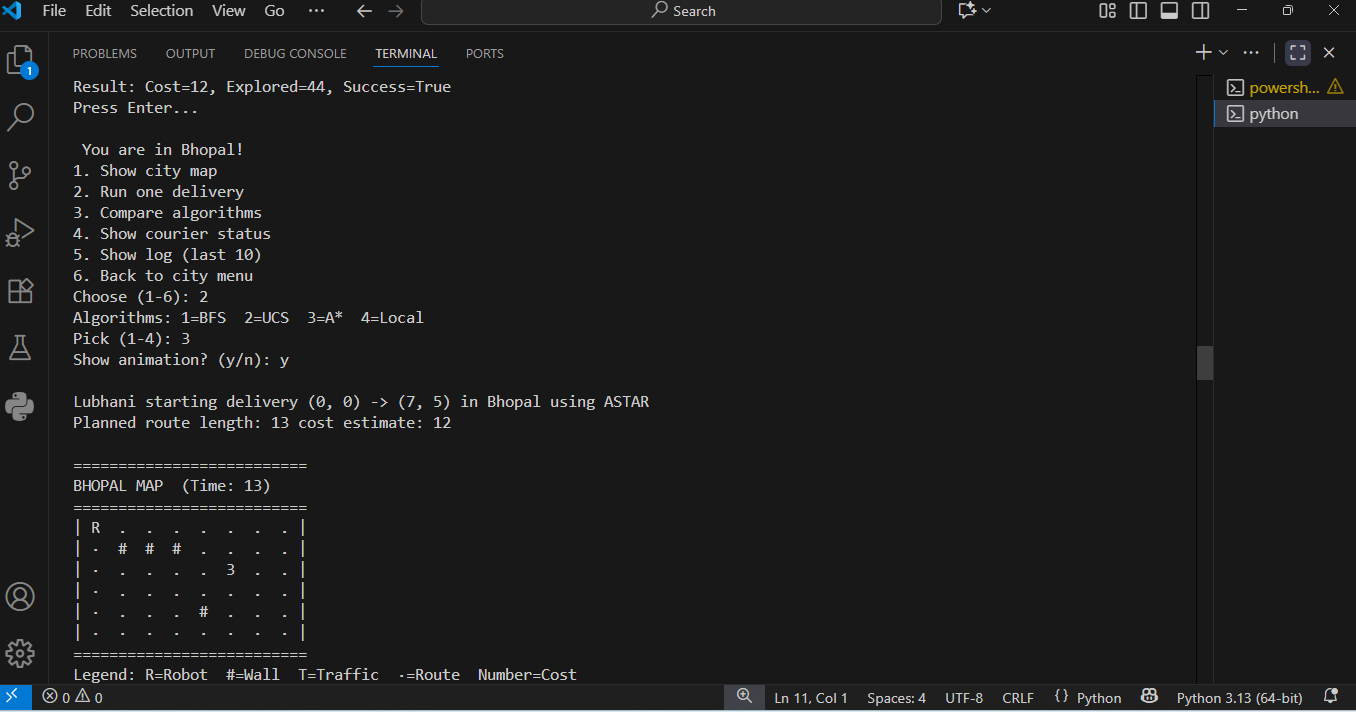 File Edit Selection View Go ··· Search
PROBLEMS OUTPUT DEBUG CONSOLE TERMINAL PORTS
Result: Cost=12, Explored=44, Success=True
Press Enter...
You are in Bhopal!
1. Show city map
2. Run one delivery
3. Compare algorithms
4. Show courier status
5. Show log (last 10)
6. Back to city menu
Choose (1-6): 2
Algorithms: 1=BFS  2=UCS  3=A*  4=Local
Pick (1-4): 3
Show animation? (y/n): y
Lubhani starting delivery (0, 0) -> (7, 5) in Bhopal using ASTAR
Planned route length: 13 cost estimate: 12
==========================
BHOPAL MAP  (Time: 13)
==========================
| R  .  .  .  .  .  .  . |
| ·  #  #  #  .  .  .  . |
| ·  .  .  .  .  3  .  . |
| ·  .  .  .  .  .  .  . |
| ·  .  .  .  #  .  .  . |
| ·  ·  ·  ·  ·  ·  ·  · |
==========================
Legend: R=Robot  #=Wall  T=Traffic  ·=Route  Number=Cost
powersh...
python
1
0 0 Ln 11, Col 1 Spaces: 4 UTF-8 CRLF {} Python Python 3.13 (64-bit)